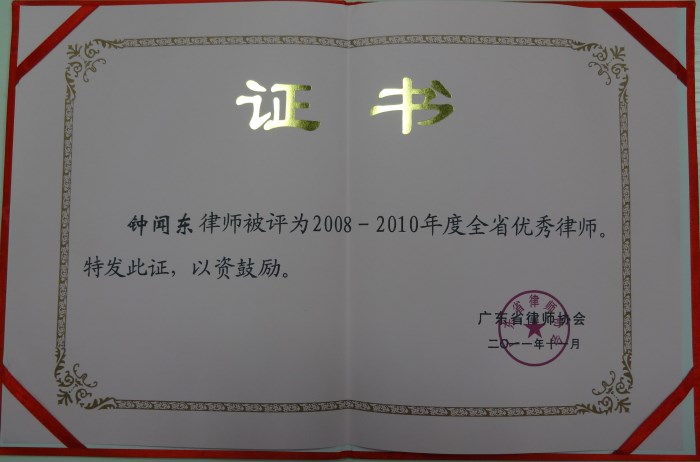 证书
钟闻东律师被评为2008－2010年度全省优秀律师。
特发此证，以资鼓励。
广东省律师协会
二〇一一年十一月